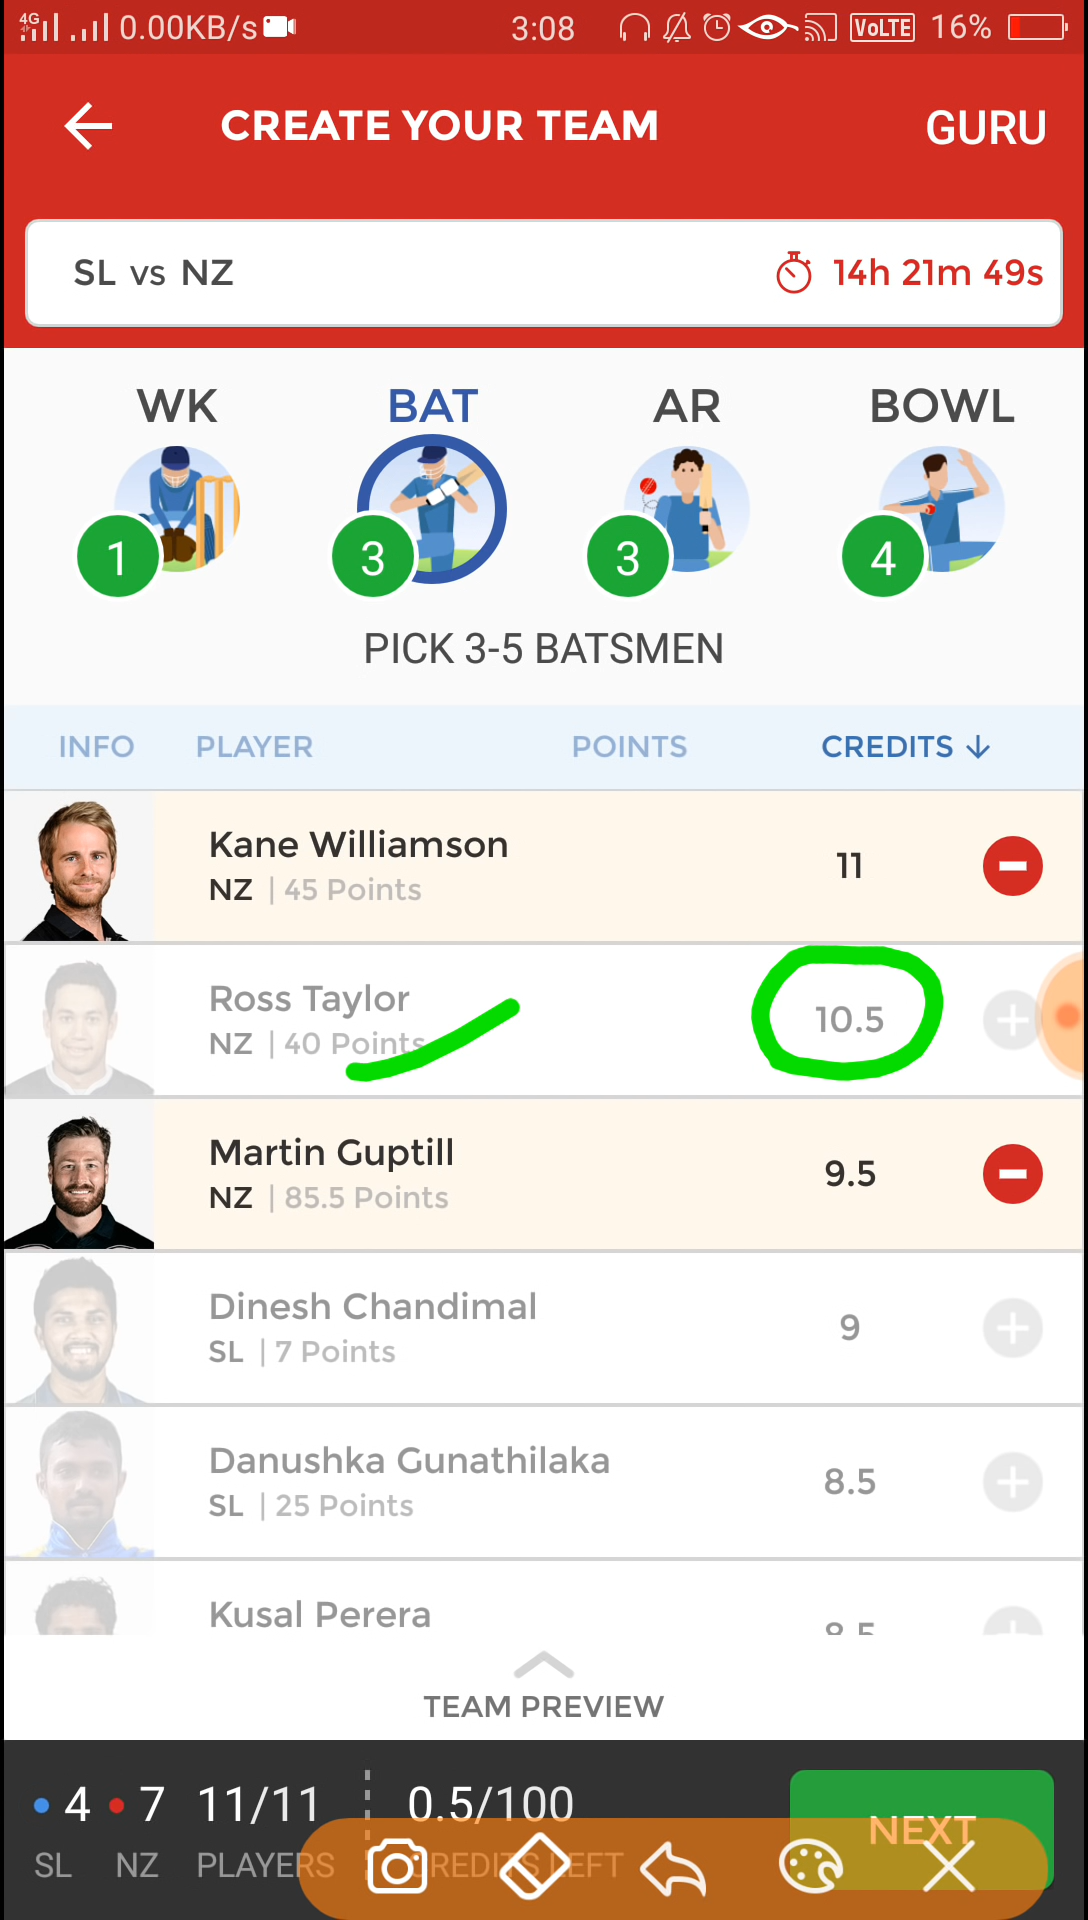 4G 0.00KB/s 3:08 VoLTE 16%
CREATE YOUR TEAM GURU
SL vs NZ 14h 21m 49s
WK BAT AR BOWL
1 3 3 4
PICK 3-5 BATSMEN
INFO PLAYER POINTS CREDITS ↓
Kane Williamson
NZ | 45 Points
11
Ross Taylor
NZ | 40 Points
10.5
Martin Guptill
NZ | 85.5 Points
9.5
Dinesh Chandimal
SL | 7 Points
9
Danushka Gunathilaka
SL | 25 Points
8.5
Kusal Perera
8.5
TEAM PREVIEW
4 7 11/11 0.5/100 NEXT
SL NZ PLAYERS CREDITS LEFT